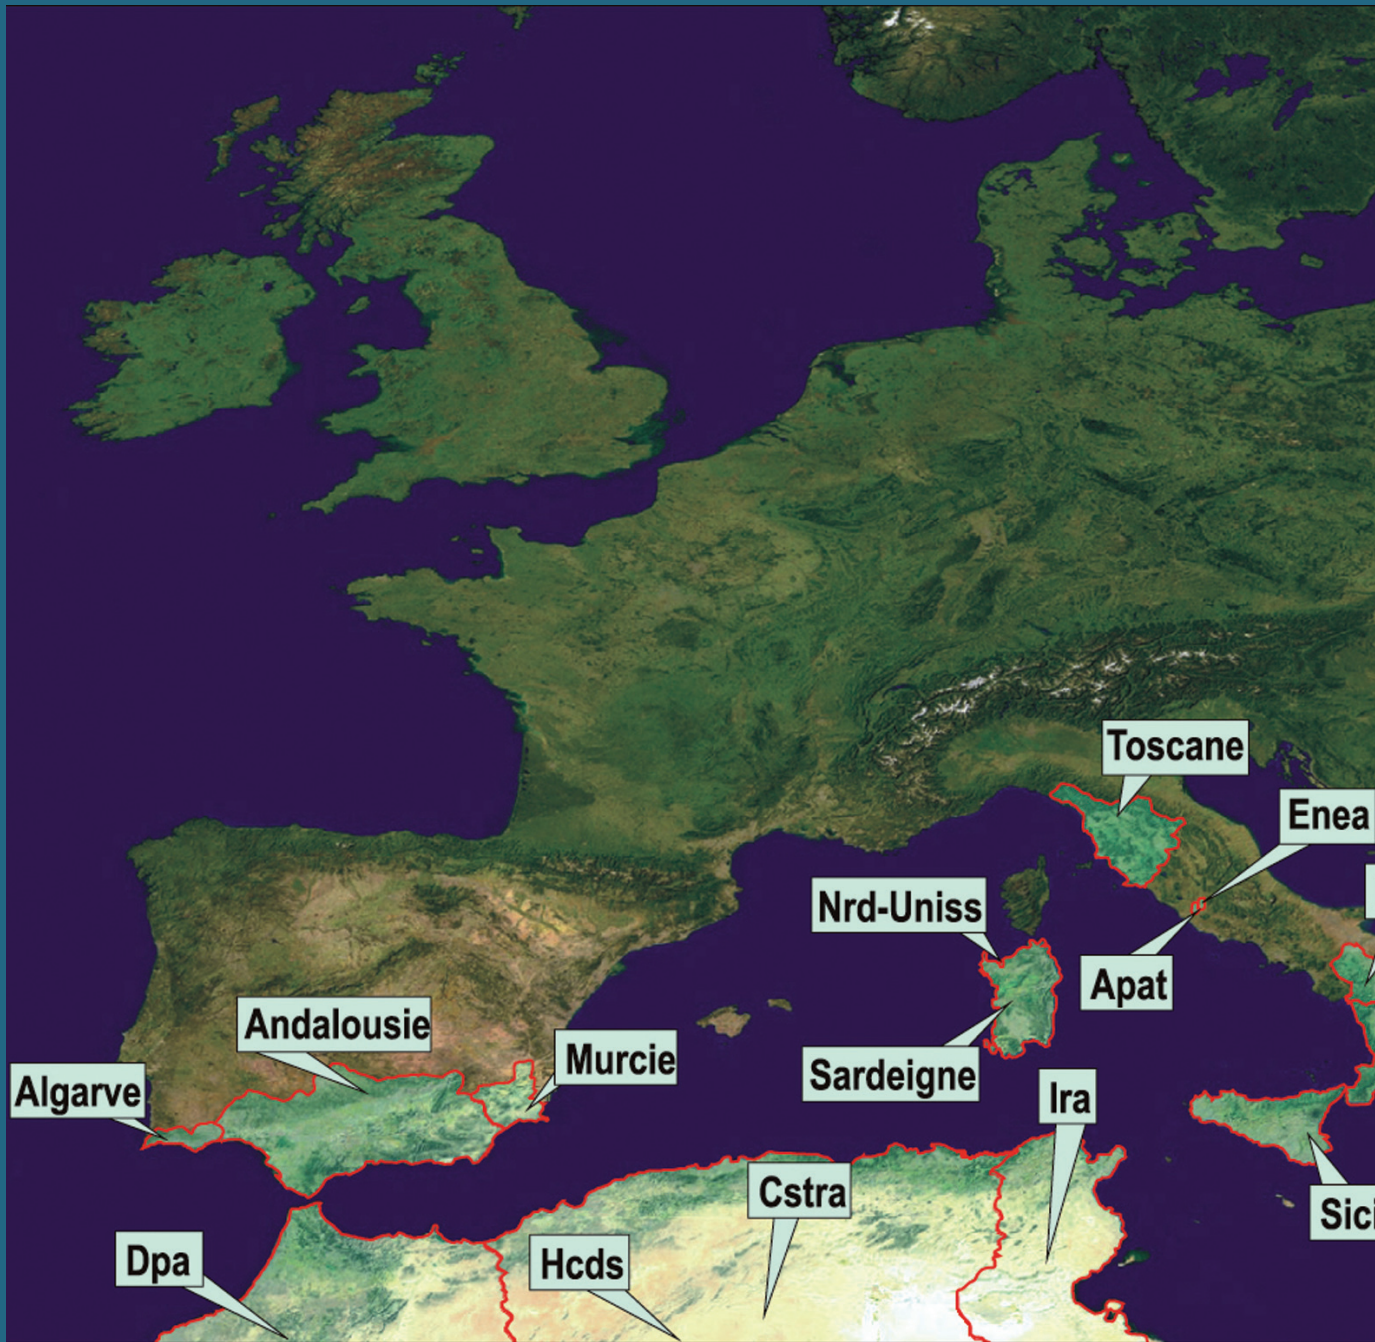 Toscane
Enea
Nrd-Uniss
Apat
Andalousie
Murcie
Sardeigne
Algarve
Ira
Cstra
Dpa
Hcds